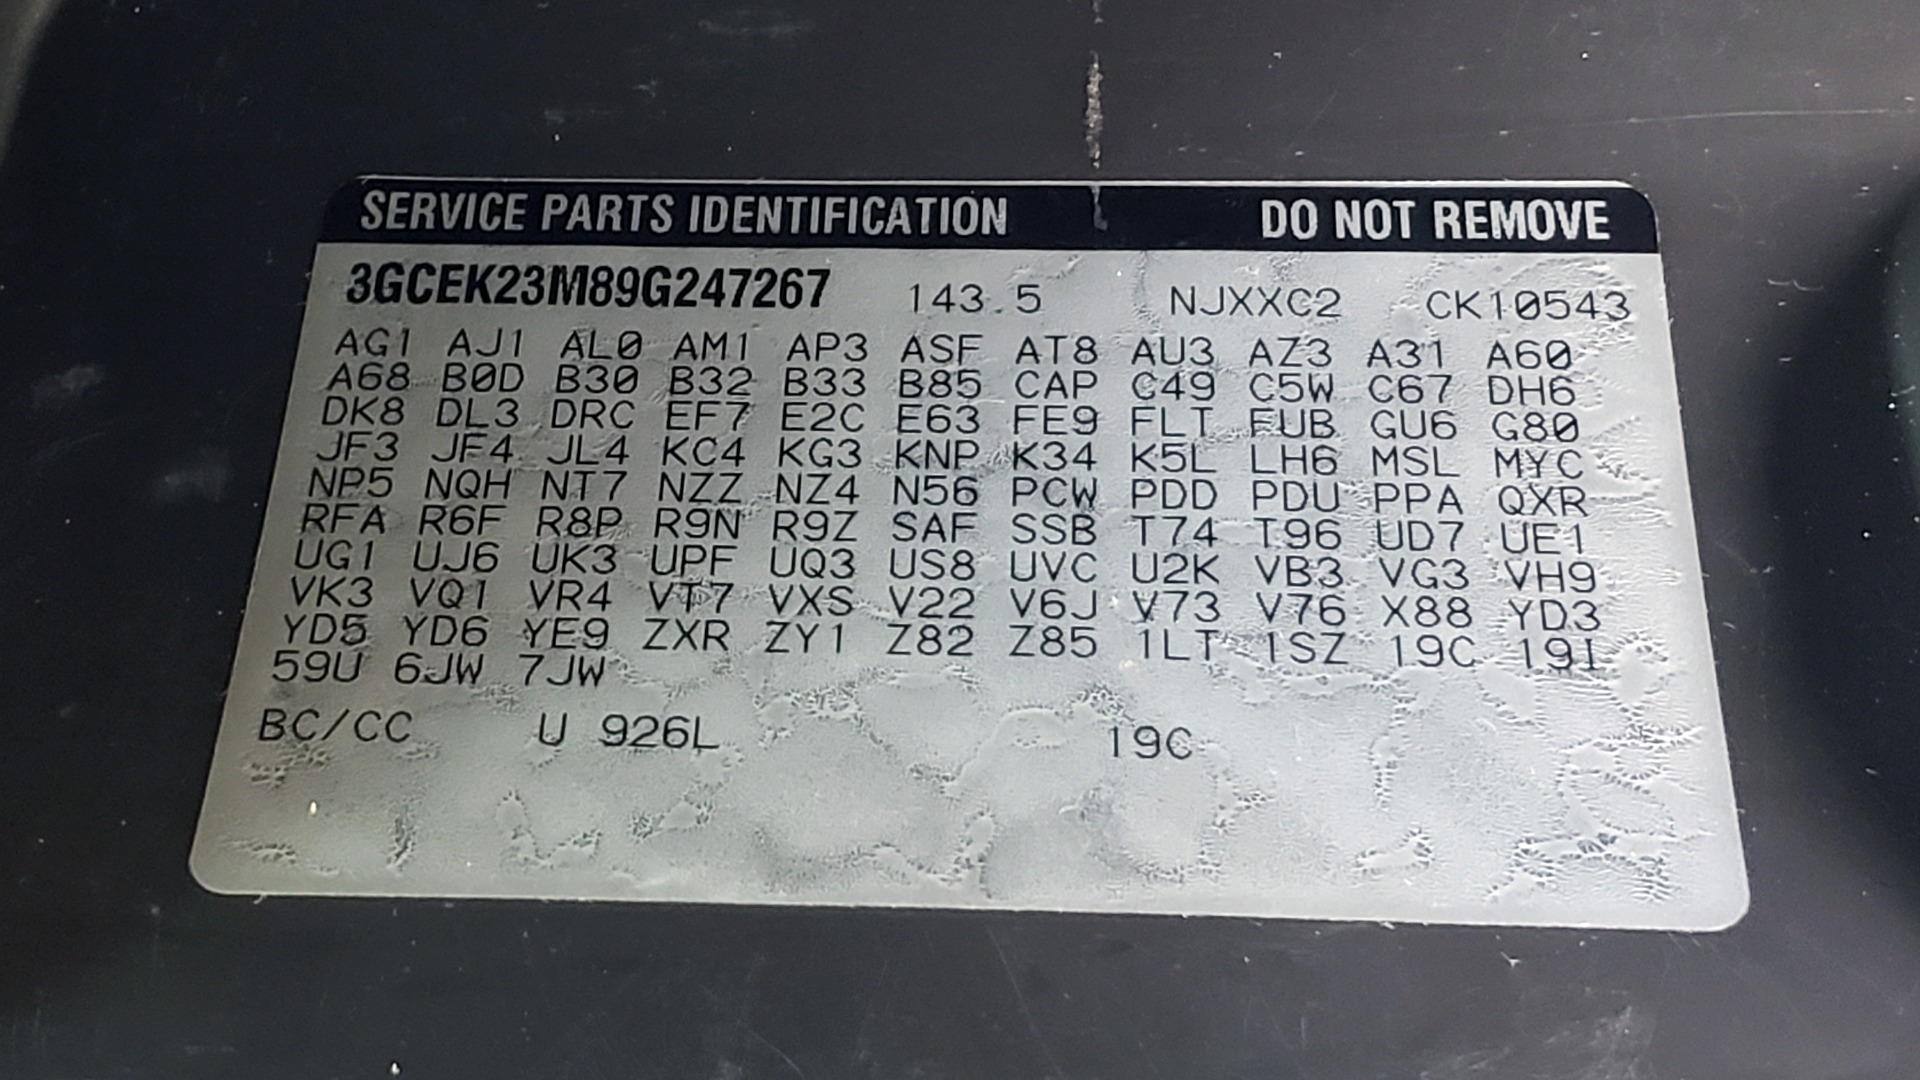 SERVICE PARTS IDENTIFICATION DO NOT REMOVE
3GCEK23M89G247267 143.5 NJXXC2 CK10543
AG1 AJ1 AL0 AM1 AP3 ASF AT8 AU3 AZ3 A31 A60
A68 B0D B30 B32 B33 B85 CAP C49 C5W C67 DH6
DK8 DL3 DRC EF7 E2C E63 FE9 FLT FUB GU6 G80
JF3 JF4 JL4 KC4 KG3 KNP K34 K5L LH6 MSL MYC
NP5 NQH NT7 NZZ NZ4 N56 PCW PDD PDU PPA QXR
RFA R6F R8P R9N R9Z SAF SSB T74 T96 UD7 UE1
UG1 UJ6 UK3 UPF UQ3 US8 UVC U2K VB3 VG3 VH9
VK3 VQ1 VR4 VT7 VXS V22 V6J V73 V76 X88 YD3
YD5 YD6 YE9 ZXR ZY1 Z82 Z85 1LT 1SZ 19C 19I
59U 6JW 7JW
BC/CC U 926L 19C